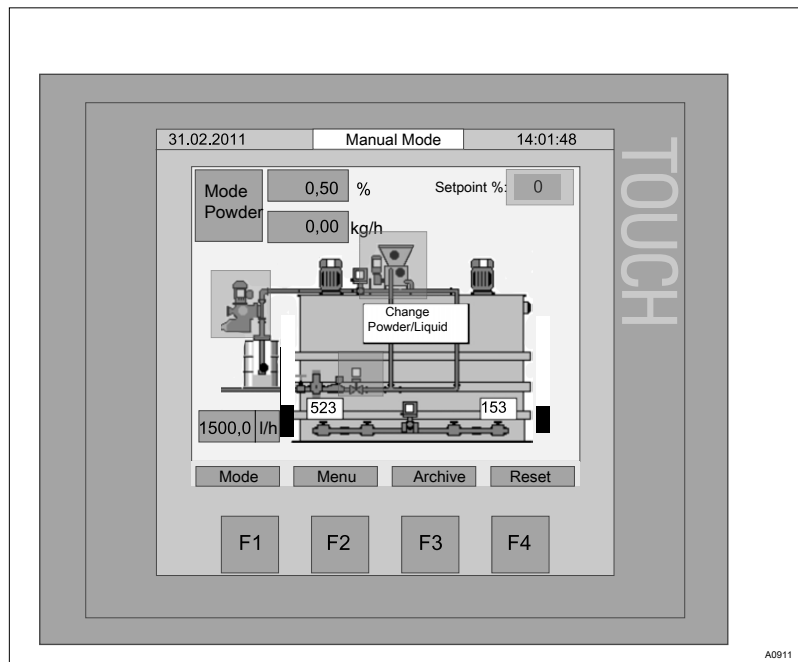 31.02.2011 Manual Mode 14:01:48
Mode
Powder
0,50 %
Setpoint %: 0
0,00 kg/h
Change
Powder/Liquid
523
153
1500,0 l/h
Mode Menu Archive Reset
F1 F2 F3 F4
TOUCH
A0911